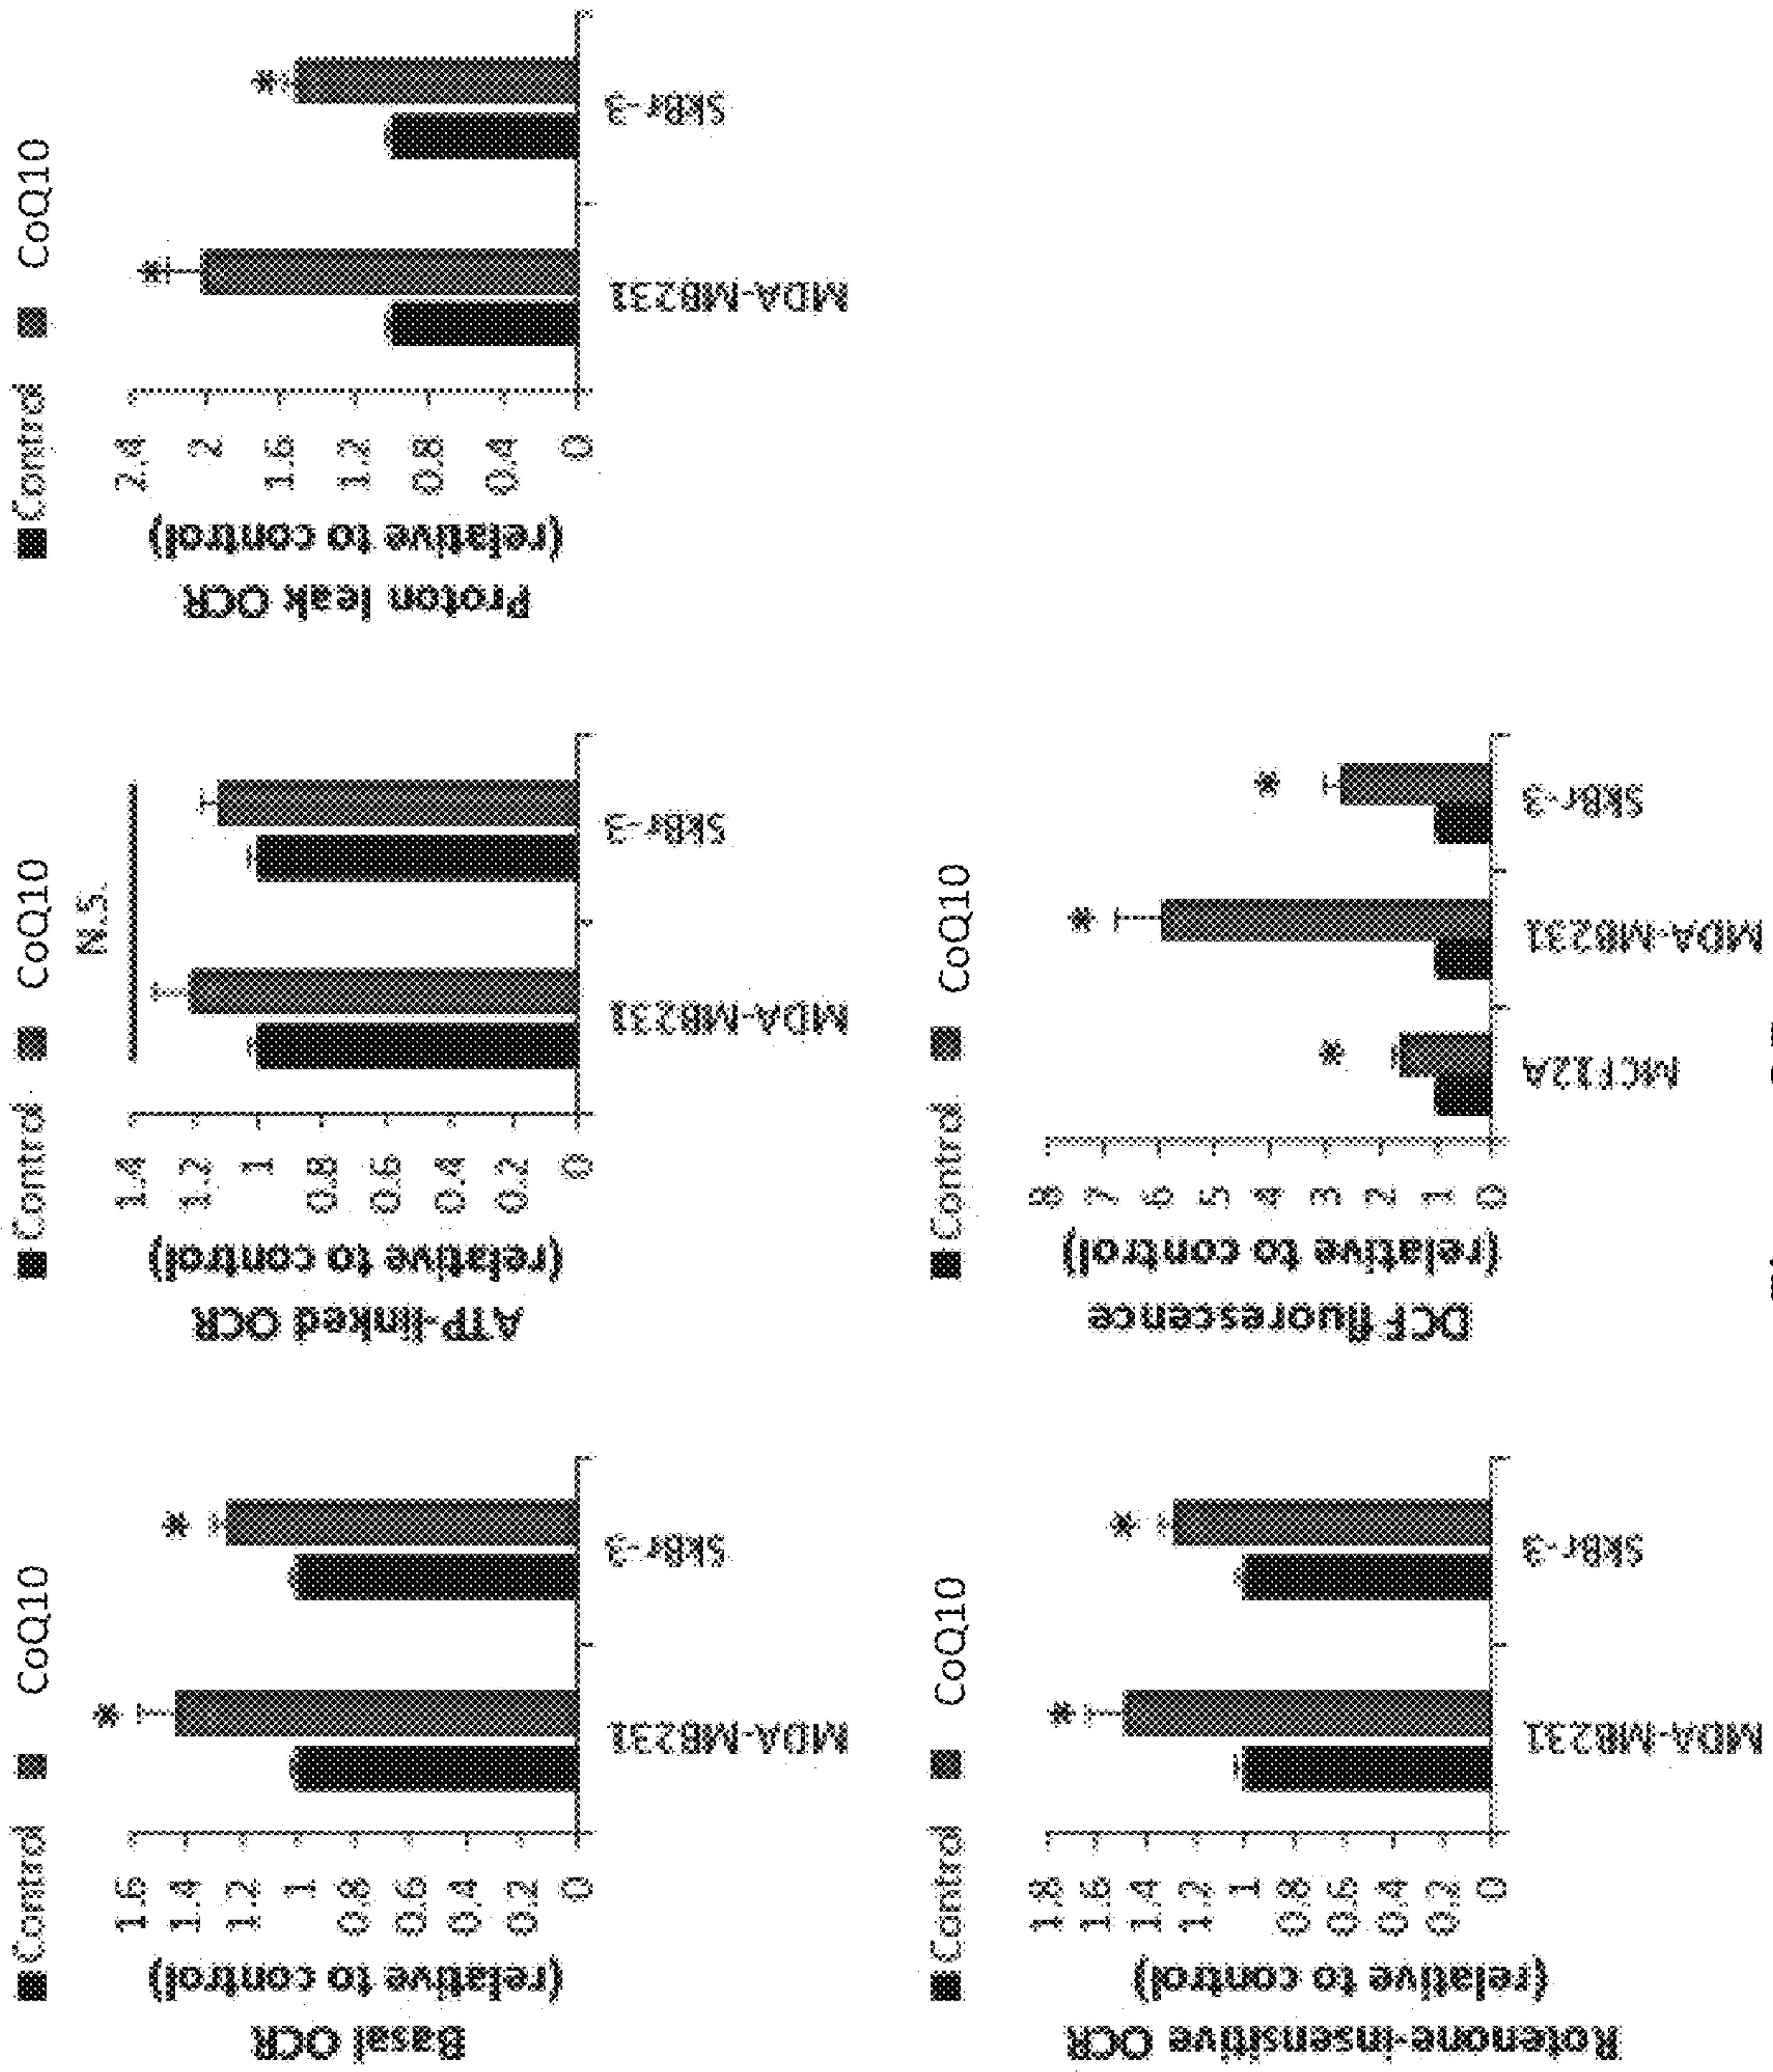 Control CoQ10
Basal OCR
(relative to control)
1.6
1.4
1.2
1
0.8
0.6
0.4
0.2
0
*
*
MDA-MB231
SkBr-3
Control CoQ10
N.S.
ATP-linked OCR
(relative to control)
1.4
1.2
1
0.8
0.6
0.4
0.2
0
MDA-MB231
SkBr-3
Control CoQ10
Proton leak OCR
(relative to control)
2.4
2
1.6
1.2
0.8
0.4
0
*
*
MDA-MB231
SkBr-3
Control CoQ10
Rotenone-insensitive OCR
(relative to control)
1.8
1.6
1.4
1.2
1
0.8
0.6
0.4
0.2
0
*
*
MDA-MB231
SkBr-3
Control CoQ10
DCF fluorescence
(relative to control)
8
7
6
5
4
3
2
1
0
*
*
*
MCF12A
MDA-MB231
SkBr-3